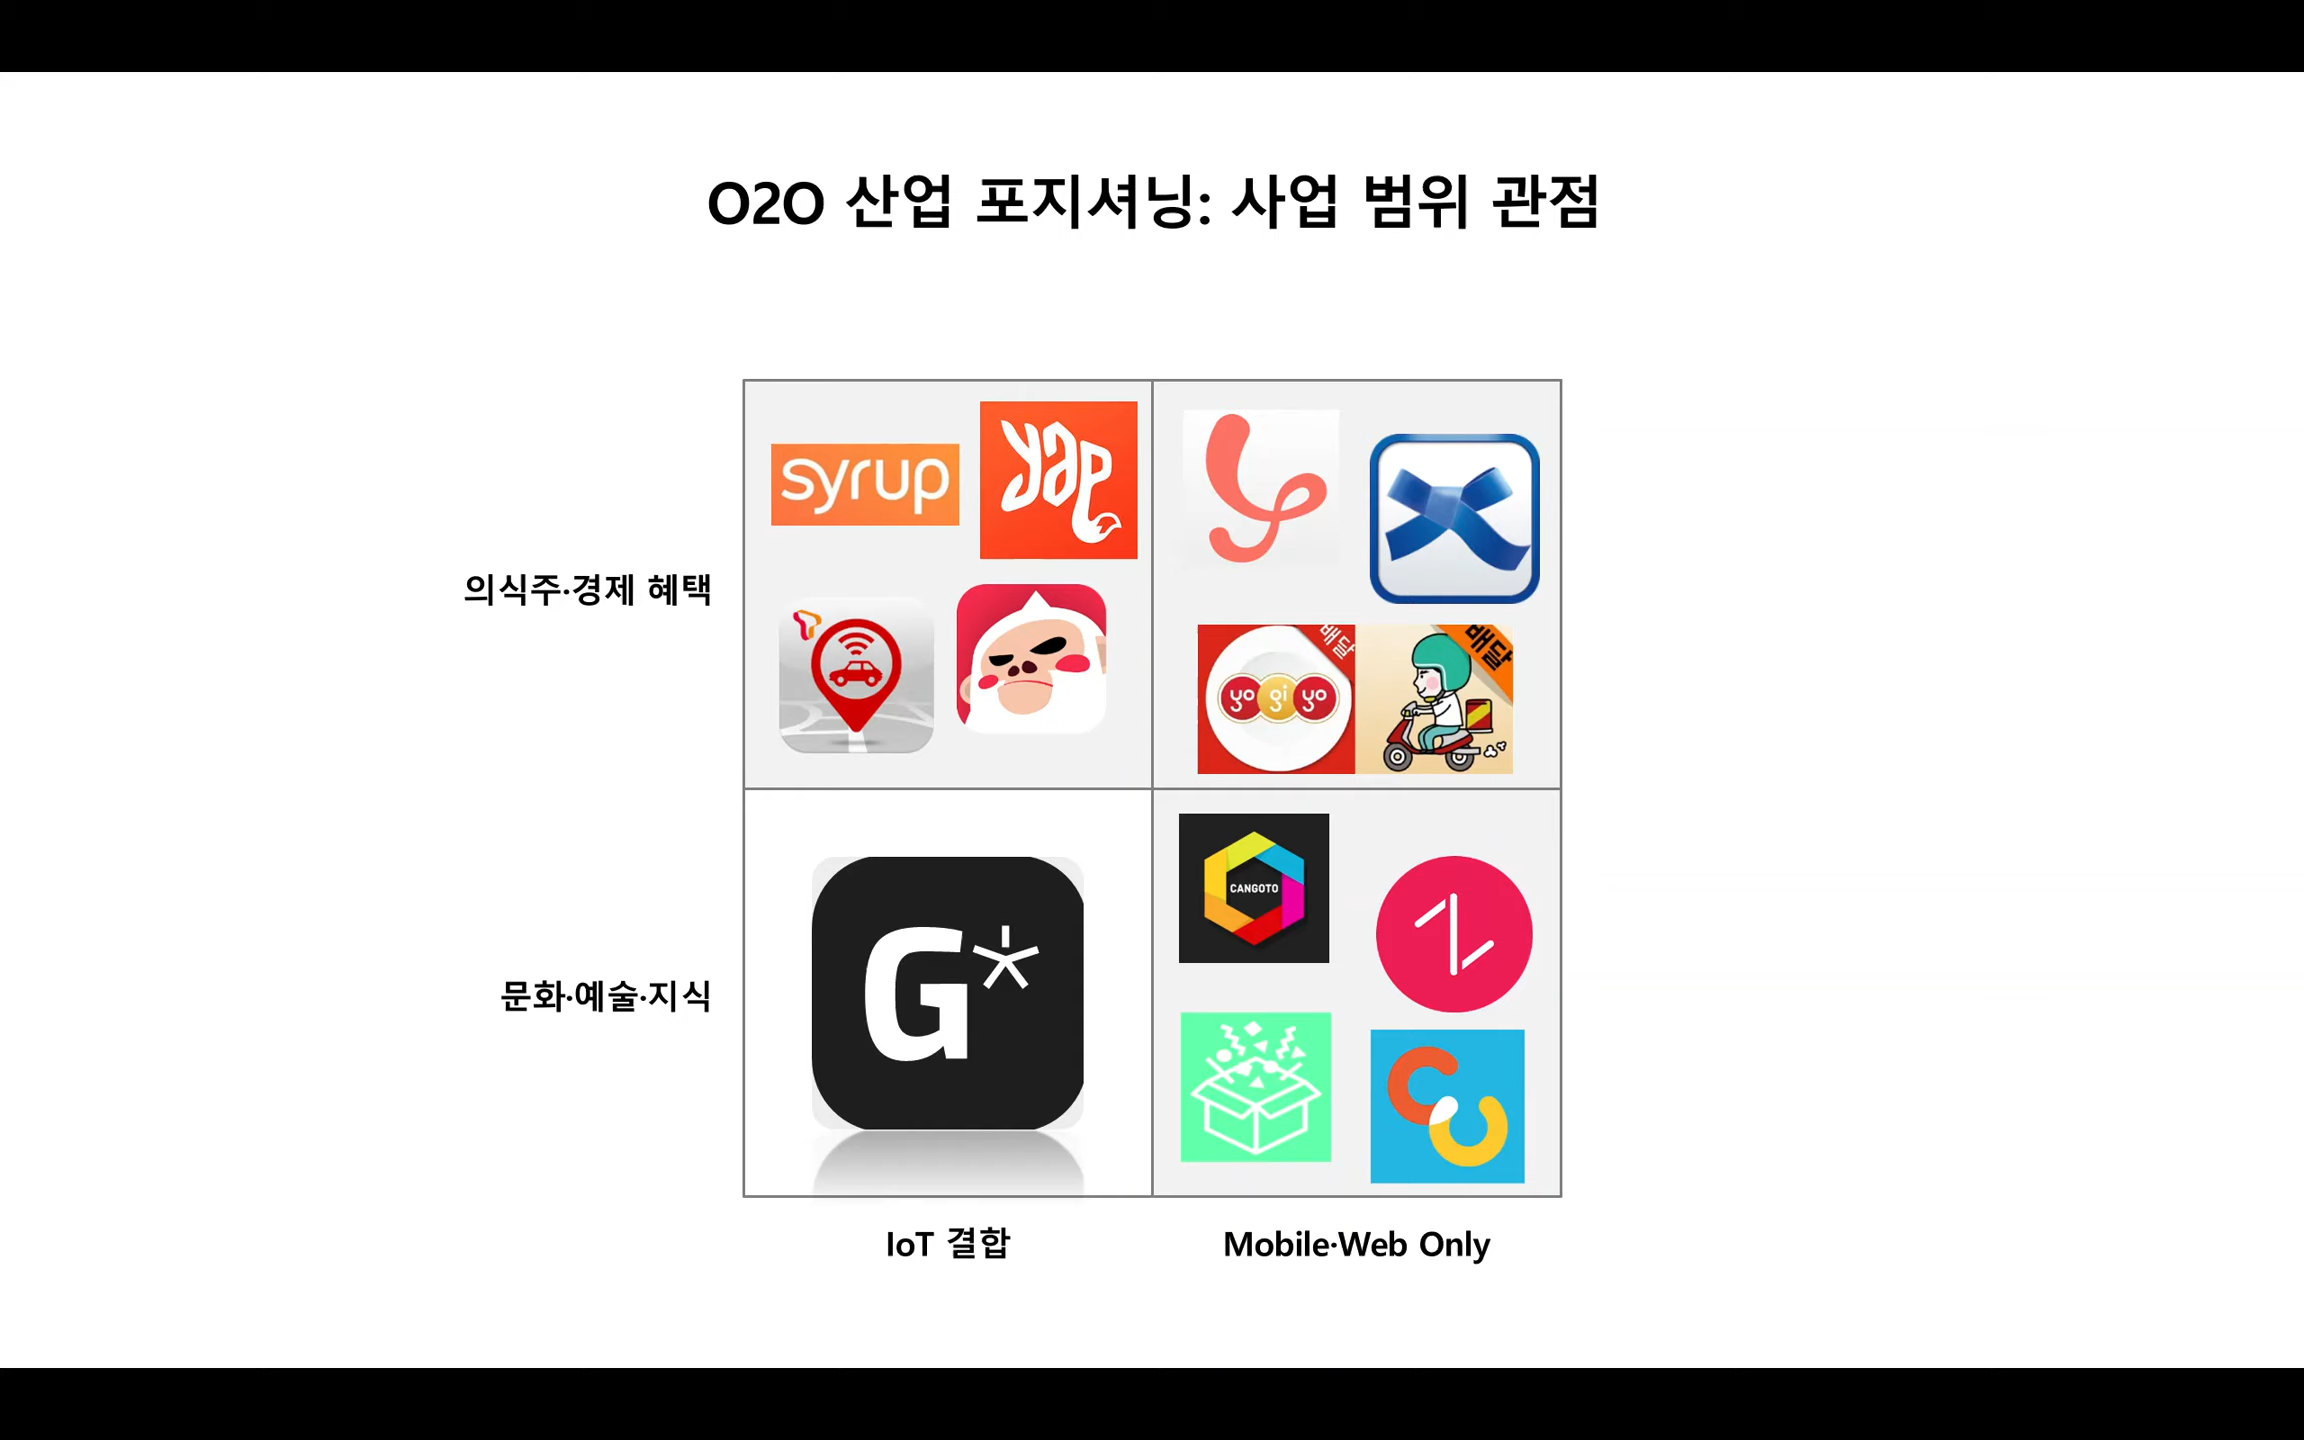 O2O 산업 포지셔닝: 사업 범위 관점
syrup
yap
의식주·경제 혜택
yo gi yo
배달
배달
G*
CANGOTO
문화·예술·지식
IoT 결합
Mobile·Web Only